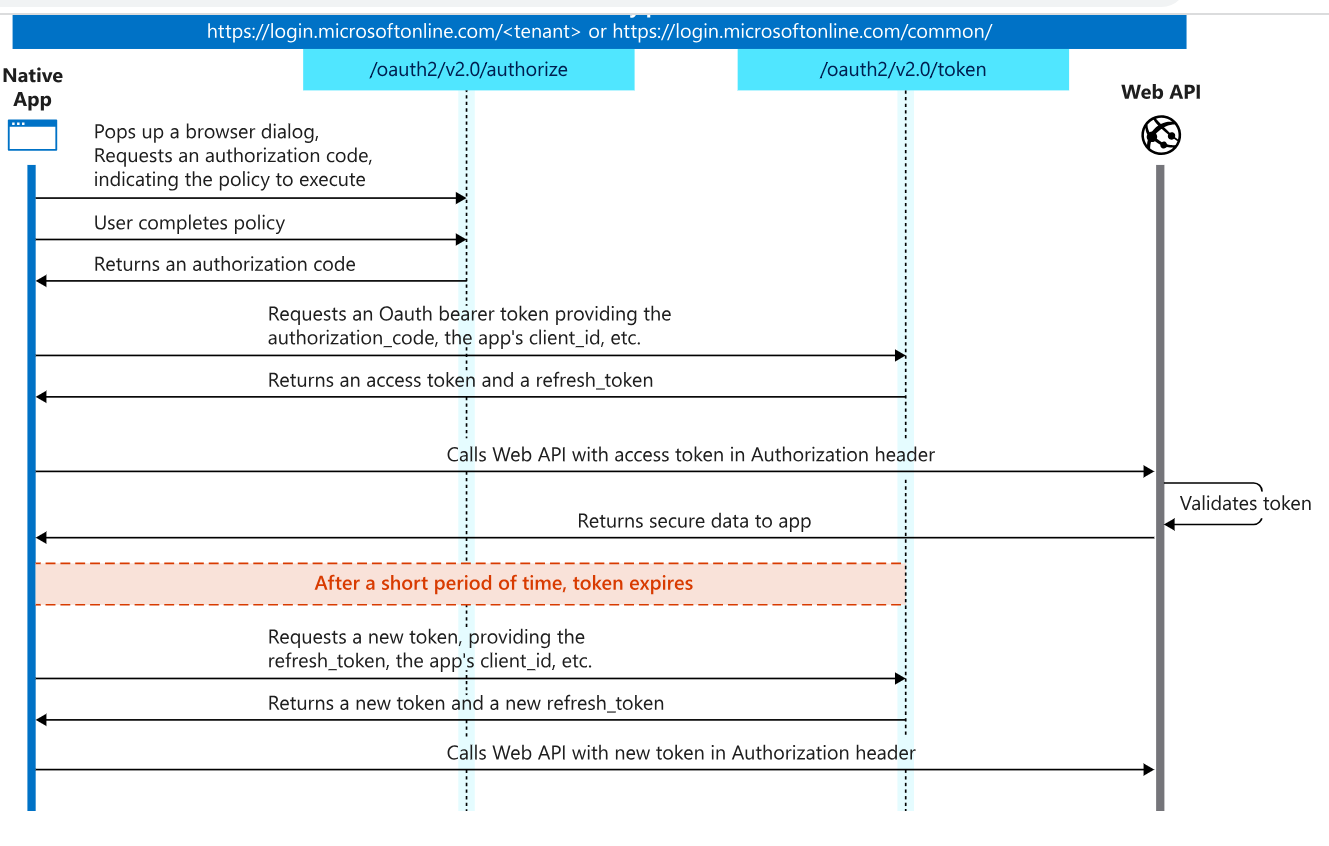 https://login.microsoftonline.com/<tenant> or https://login.microsoftonline.com/common/
/oauth2/v2.0/authorize
/oauth2/v2.0/token
Native
App
Web API
Pops up a browser dialog,
Requests an authorization code,
indicating the policy to execute
User completes policy
Returns an authorization code
Requests an Oauth bearer token providing the
authorization_code, the app's client_id, etc.
Returns an access token and a refresh_token
Calls Web API with access token in Authorization header
Validates token
Returns secure data to app
After a short period of time, token expires
Requests a new token, providing the
refresh_token, the app's client_id, etc.
Returns a new token and a new refresh_token
Calls Web API with new token in Authorization header